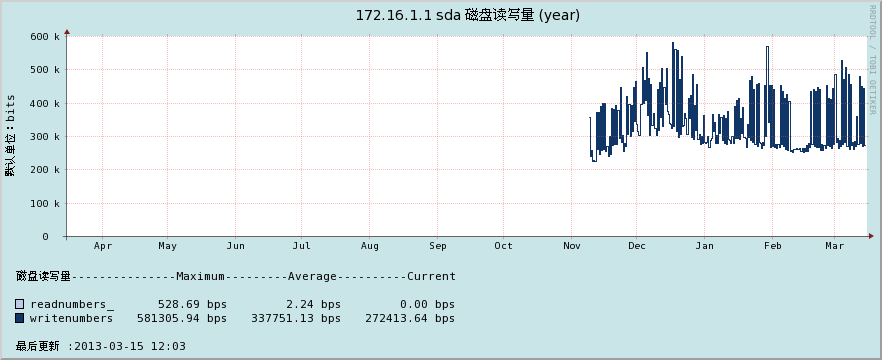 172.16.1.1 sda 磁盘读写量 (year)
RRDTOOL / TOBI OETIKER
默认单位：bits
600 k
500 k
400 k
300 k
200 k
100 k
0
Apr May Jun Jul Aug Sep Oct Nov Dec Jan Feb Mar
磁盘读写量---------------Maximum---------Average----------Current
readnumbers_ 528.69 bps 2.24 bps 0.00 bps
writenumbers 581305.94 bps 337751.13 bps 272413.64 bps
最后更新 :2013-03-15 12:03